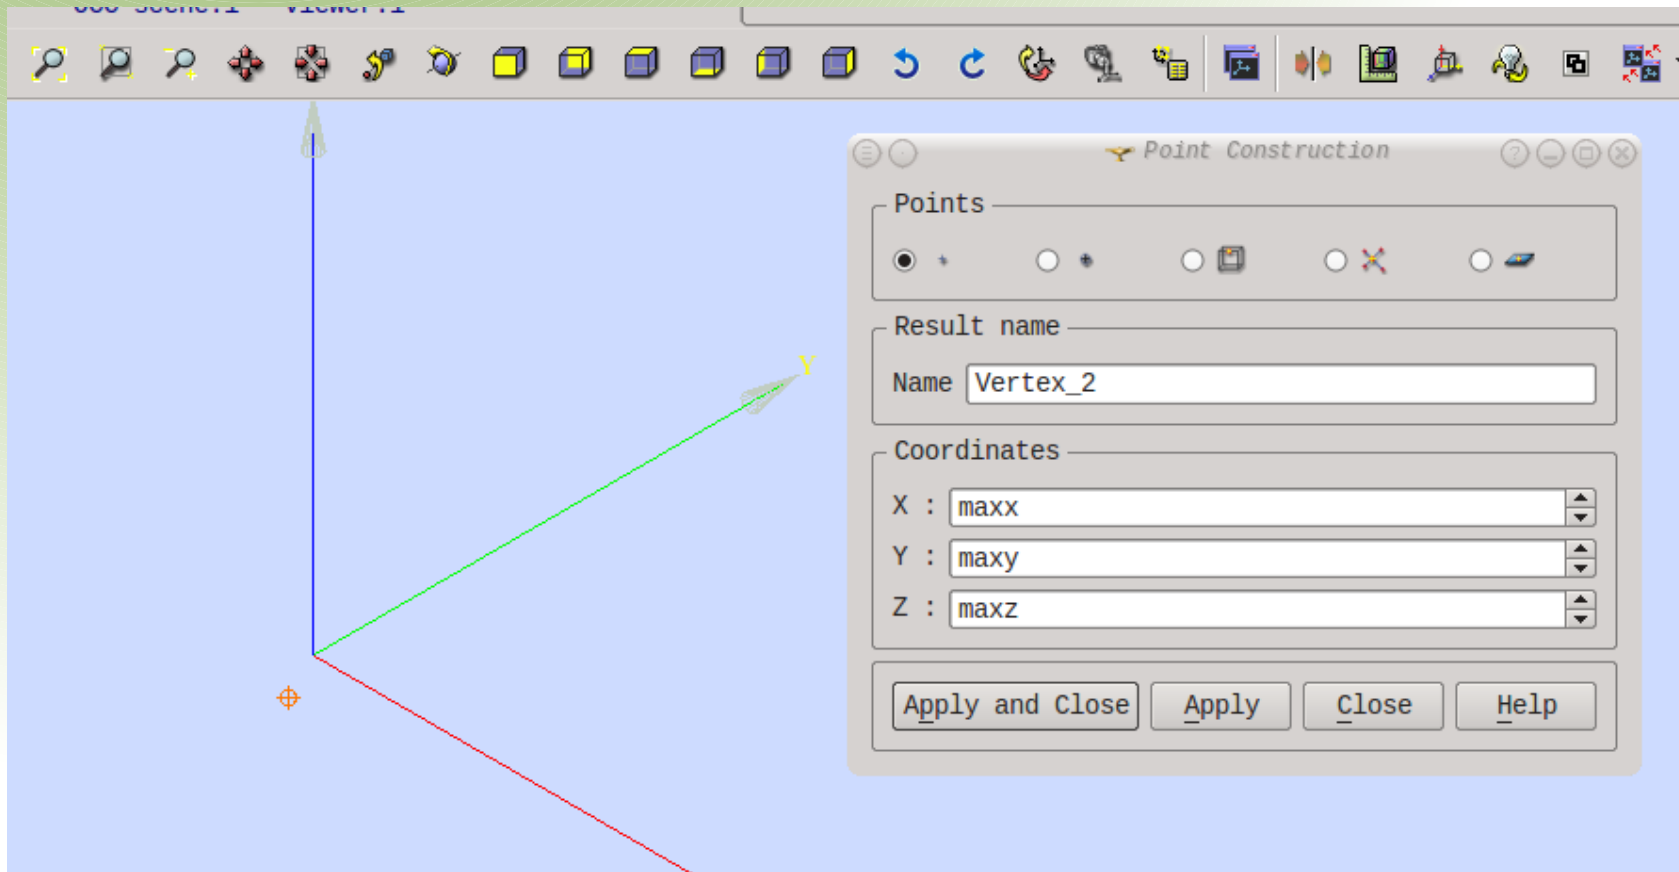 Point Construction
Y
Points
Result name
Name Vertex_2
Coordinates
X : maxx
Y : maxy
Z : maxz
Apply and Close Apply Close Help